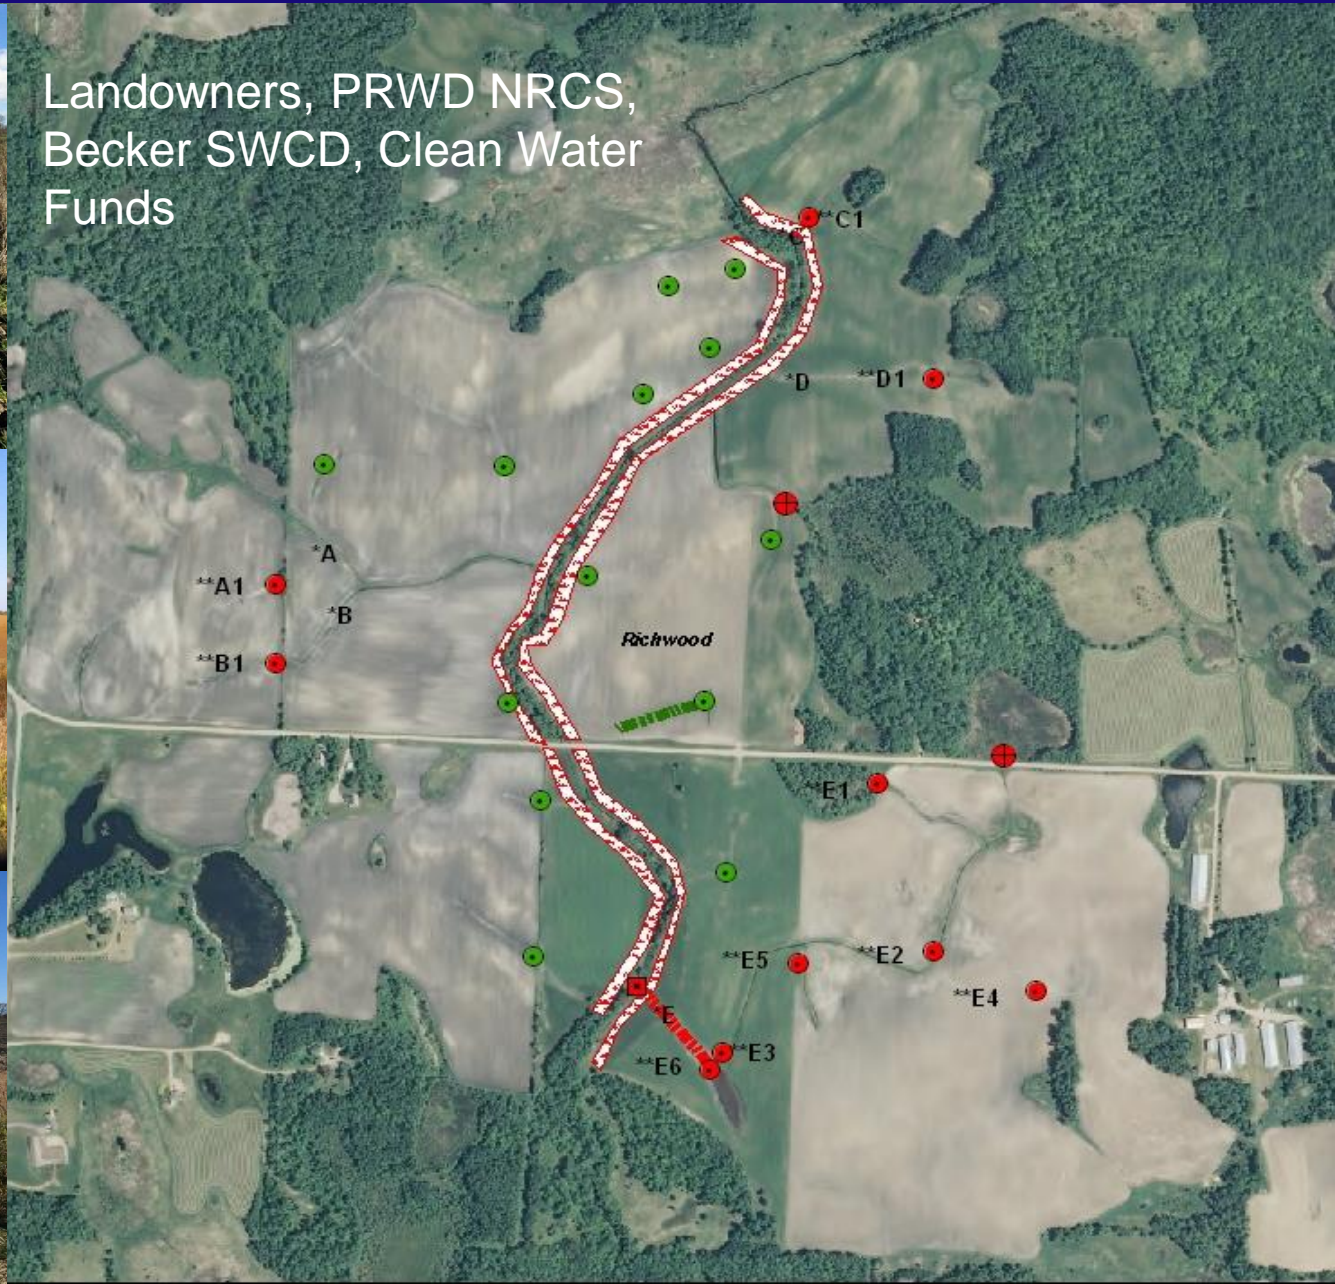 Landowners, PRWD NRCS,
Becker SWCD, Clean Water
Funds
**C1
C
*D
**D1
*A
**A1
*B
**B1
Richwood
**E1
**E5
**E2
**E4
E
**E3
**E6